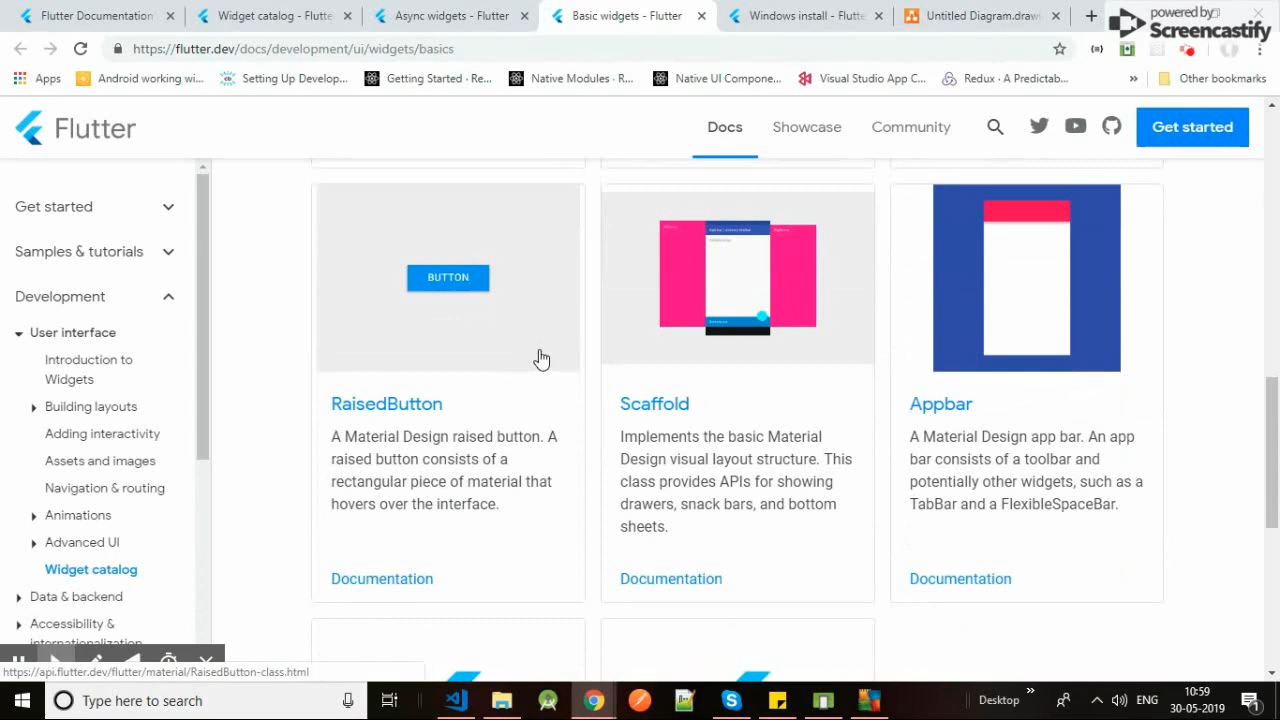 Flutter Documentation
Widget catalog - Flutte
Async widgets - Flutter
Basic widgets - Flutter
Windows install - Flutte
Untitled Diagram.draw
powered by
Screencastify
https://flutter.dev/docs/development/ui/widgets/basics
Apps
Android working wi...
Setting Up Develop...
Getting Started · Re...
Native Modules · R...
Native UI Compone...
Visual Studio App C...
Redux · A Predictab...
»
Other bookmarks
Flutter
Docs
Showcase
Community
Get started
Get started
Samples & tutorials
Development
User interface
Introduction to
Widgets
Building layouts
Adding interactivity
Assets and images
Navigation & routing
Animations
Advanced UI
Widget catalog
Data & backend
Accessibility &
internationalization
BUTTON
RaisedButton
A Material Design raised button. A
raised button consists of a
rectangular piece of material that
hovers over the interface.
Documentation
Scaffold
Implements the basic Material
Design visual layout structure. This
class provides APIs for showing
drawers, snack bars, and bottom
sheets.
Documentation
Appbar
A Material Design app bar. An app
bar consists of a toolbar and
potentially other widgets, such as a
TabBar and a FlexibleSpaceBar.
Documentation
https://api.flutter.dev/flutter/material/RaisedButton-class.html
Type here to search
Desktop
»
ENG
10:59
30-05-2019
1